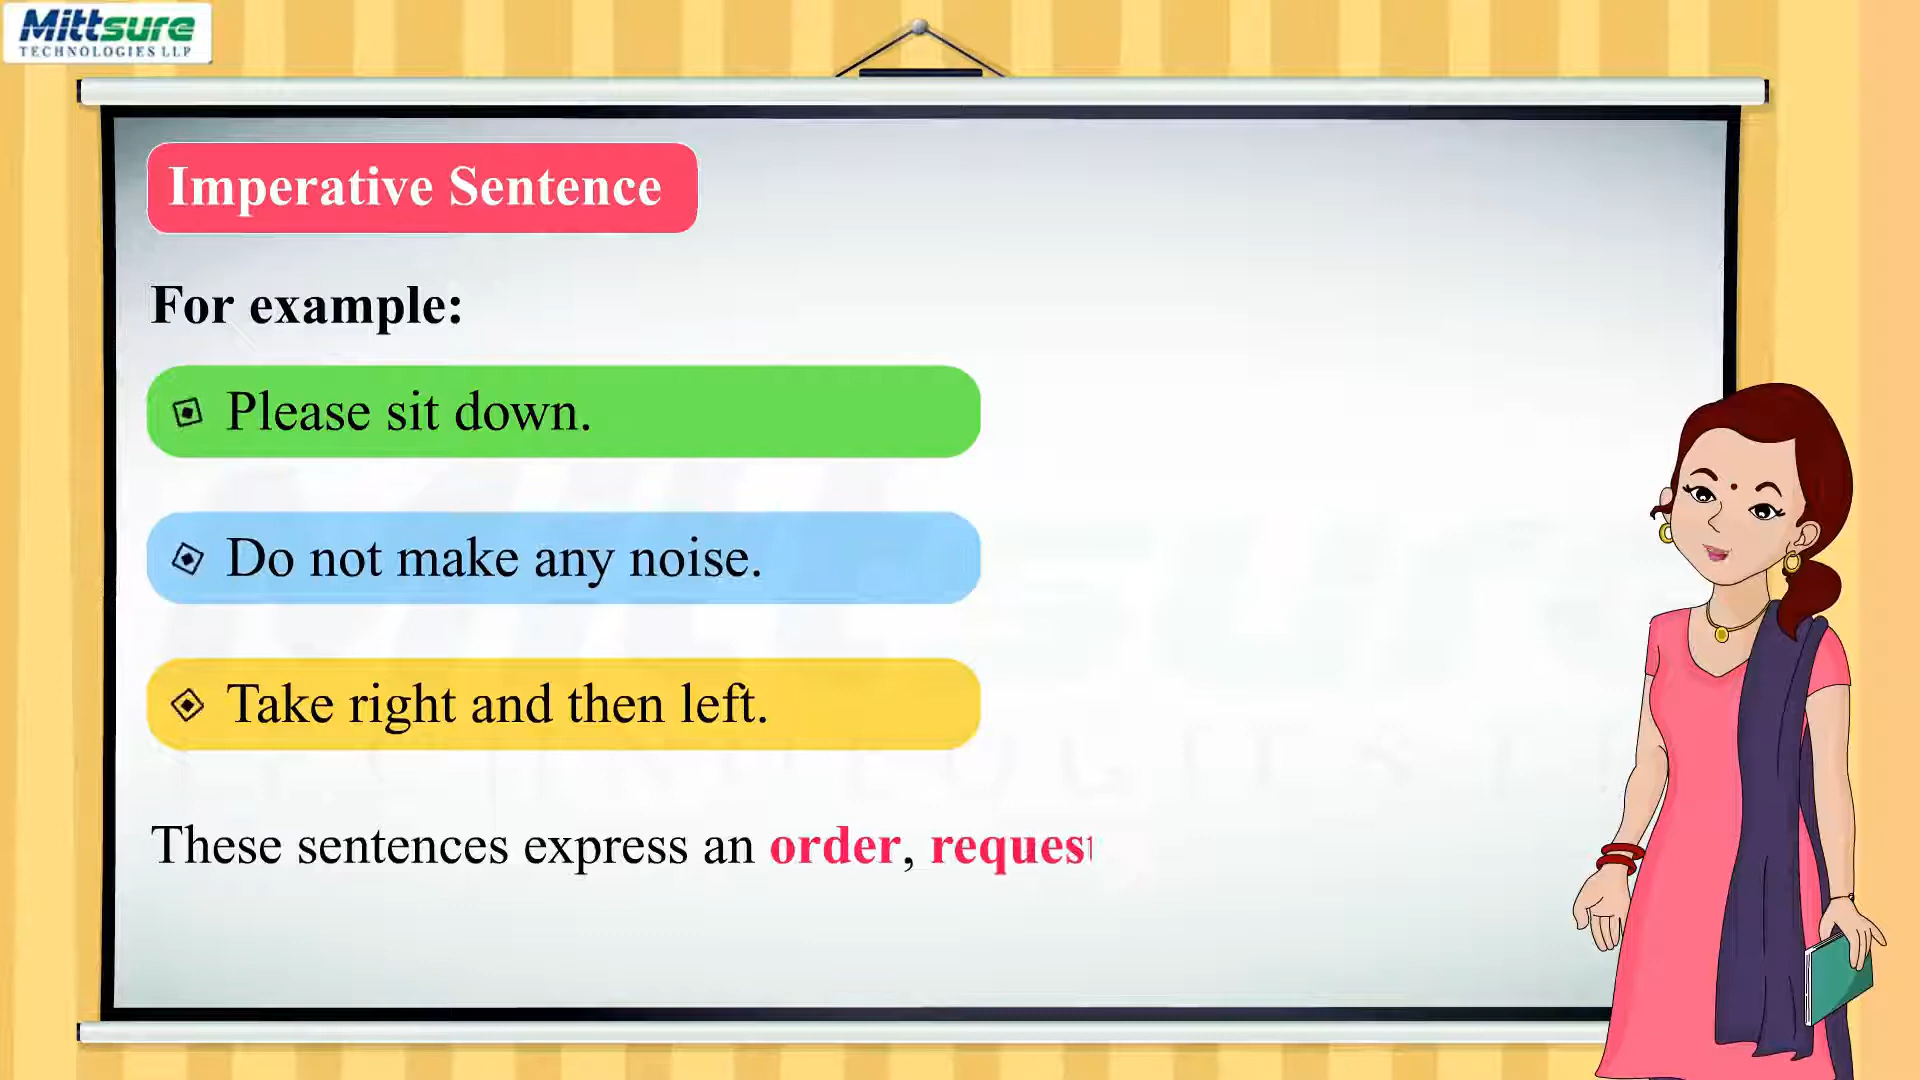 Mittsure
TECHNOLOGIES LLP
Imperative Sentence
For example:
Please sit down.
Do not make any noise.
Take right and then left.
These sentences express an order, request